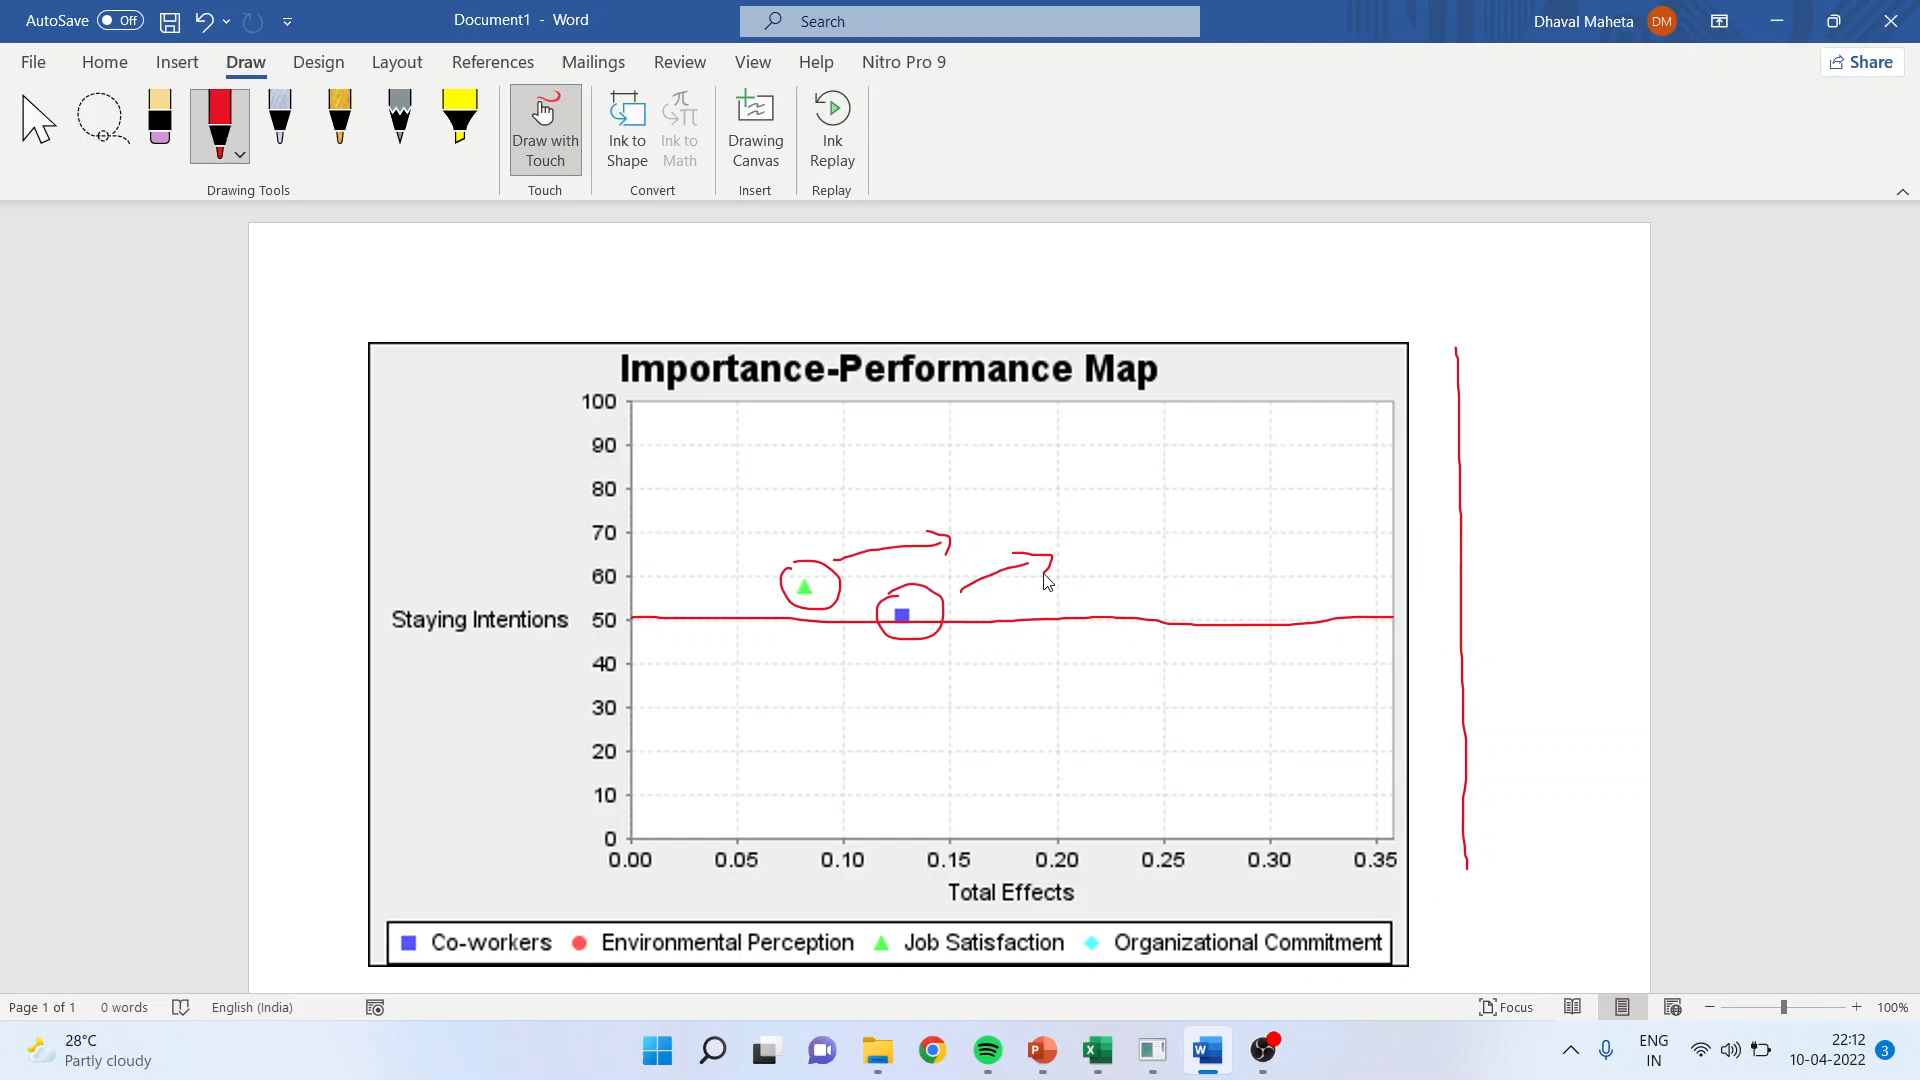 AutoSave Off Document1 - Word Search Dhaval Maheta DM
File Home Insert Draw Design Layout References Mailings Review View Help Nitro Pro 9 Share
Draw with Touch
Ink to Shape
Ink to Math
Drawing Canvas
Ink Replay
Drawing Tools Touch Convert Insert Replay
Importance-Performance Map
100
90
80
70
60
Staying Intentions 50
40
30
20
10
0
0.00 0.05 0.10 0.15 0.20 0.25 0.30 0.35
Total Effects
Co-workers Environmental Perception Job Satisfaction Organizational Commitment
Page 1 of 1 0 words English (India) Focus 100%
28°C
Partly cloudy
ENG
IN
22:12
10-04-2022
3